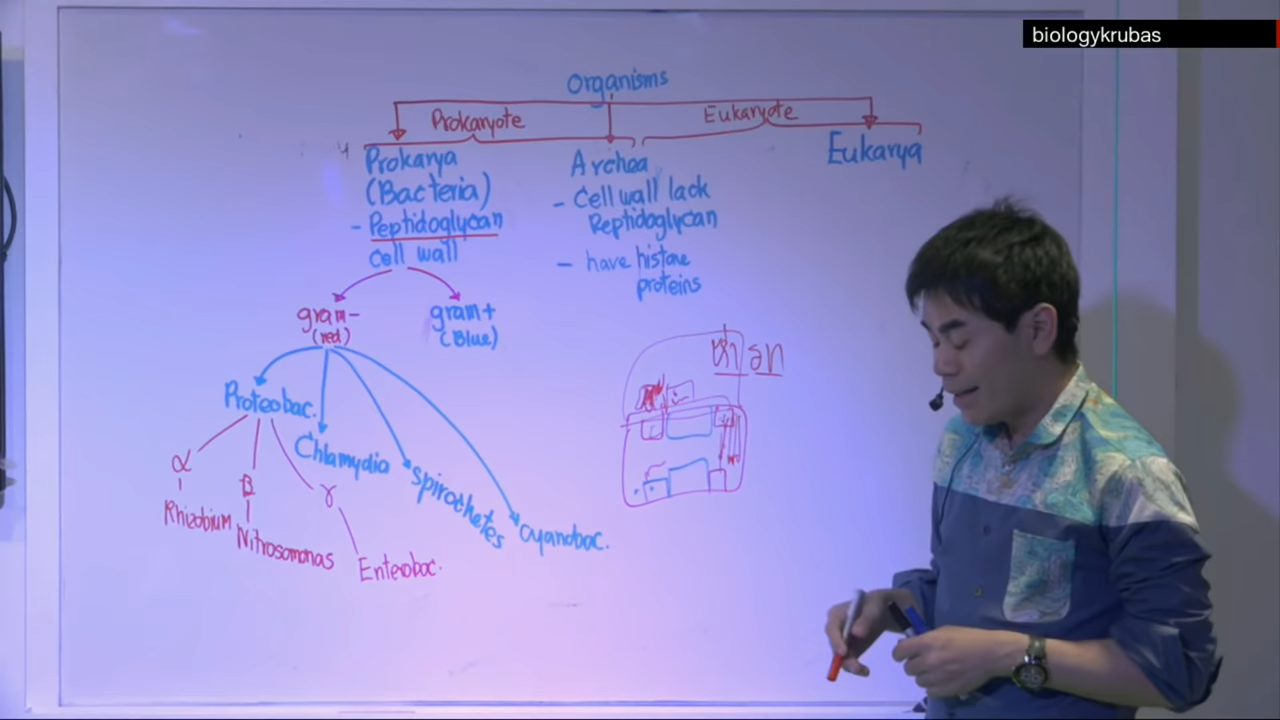 biologykrubas
Organisms
Prokaryote
Eukaryote
Prokarya
(Bacteria)
- Peptidoglycan
cell wall
Archea
- Cell wall lack
Peptidoglycan
- have histone
proteins
Eukarya
gram-
(red)
gram+
(Blue)
Proteobac.
Chlamydia
Spirochetes
Cyanobac.
α
β
γ
Rhizobium
Nitrosomonas
Enterobac.